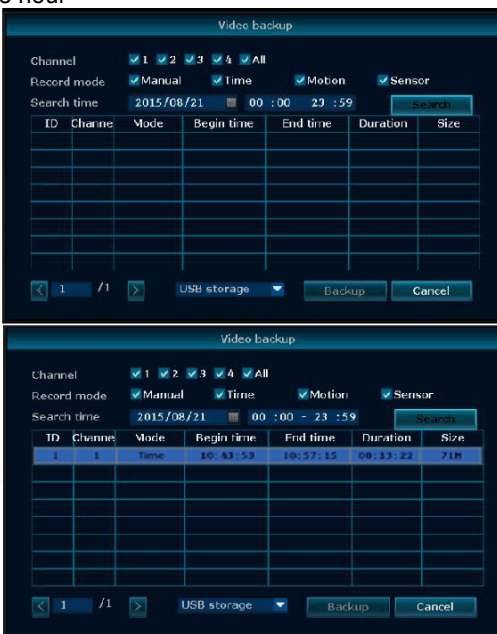 hour
Video backup
Channel 1 2 3 4 All
Record mode Manual Time Motion Sensor
Search time 2015/08/21 00 :00 23 :59 Search
ID Channe Mode Begin time End time Duration Size
1 /1 USB storage Backup Cancel
Video backup
Channel 1 2 3 4 All
Record mode Manual Time Motion Sensor
Search time 2015/08/21 00 :00 - 23 :59 Search
ID Channe Mode Begin time End time Duration Size
1 1 Time 10:43:53 10:57:15 00:13:22 71M
1 /1 USB storage Backup Cancel